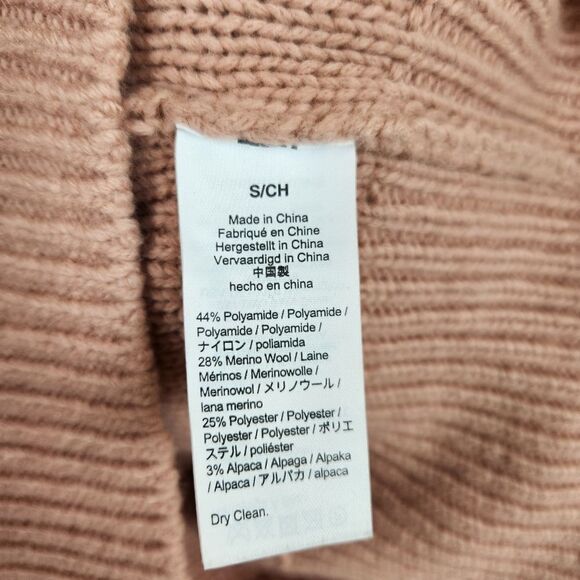 S/CH
Made in China
Fabriqué en Chine
Hergestellt in China
Vervaardigd in China
中国製
hecho en china
44% Polyamide / Polyamide /
Polyamide / Polyamide /
ナイロン / poliamida
28% Merino Wool / Laine
Mérinos / Merinowolle /
Merinowol / メリノウール /
lana merino
25% Polyester / Polyester /
Polyester / Polyester / ポリエ
ステル / poliéster
3% Alpaca / Alpaga / Alpaka
/ Alpaca / アルパカ / alpaca
Dry Clean.